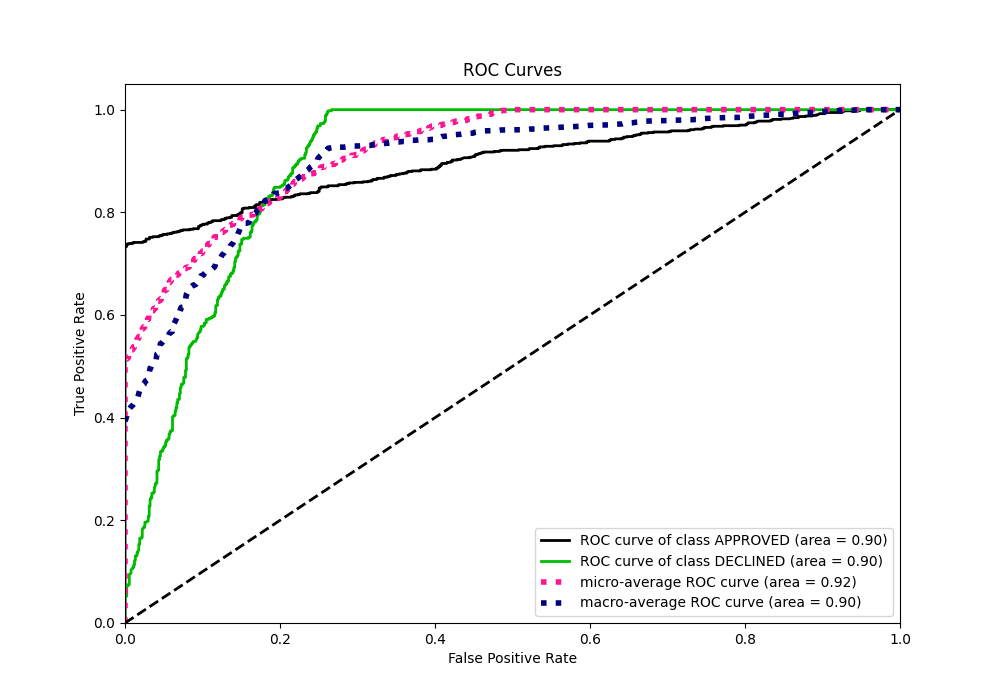 ROC Curves
True Positive Rate
1.0
0.8
0.6
0.4
0.2
0.0
0.0 0.2 0.4 0.6 0.8 1.0
False Positive Rate
ROC curve of class APPROVED (area = 0.90)
ROC curve of class DECLINED (area = 0.90)
micro-average ROC curve (area = 0.92)
macro-average ROC curve (area = 0.90)